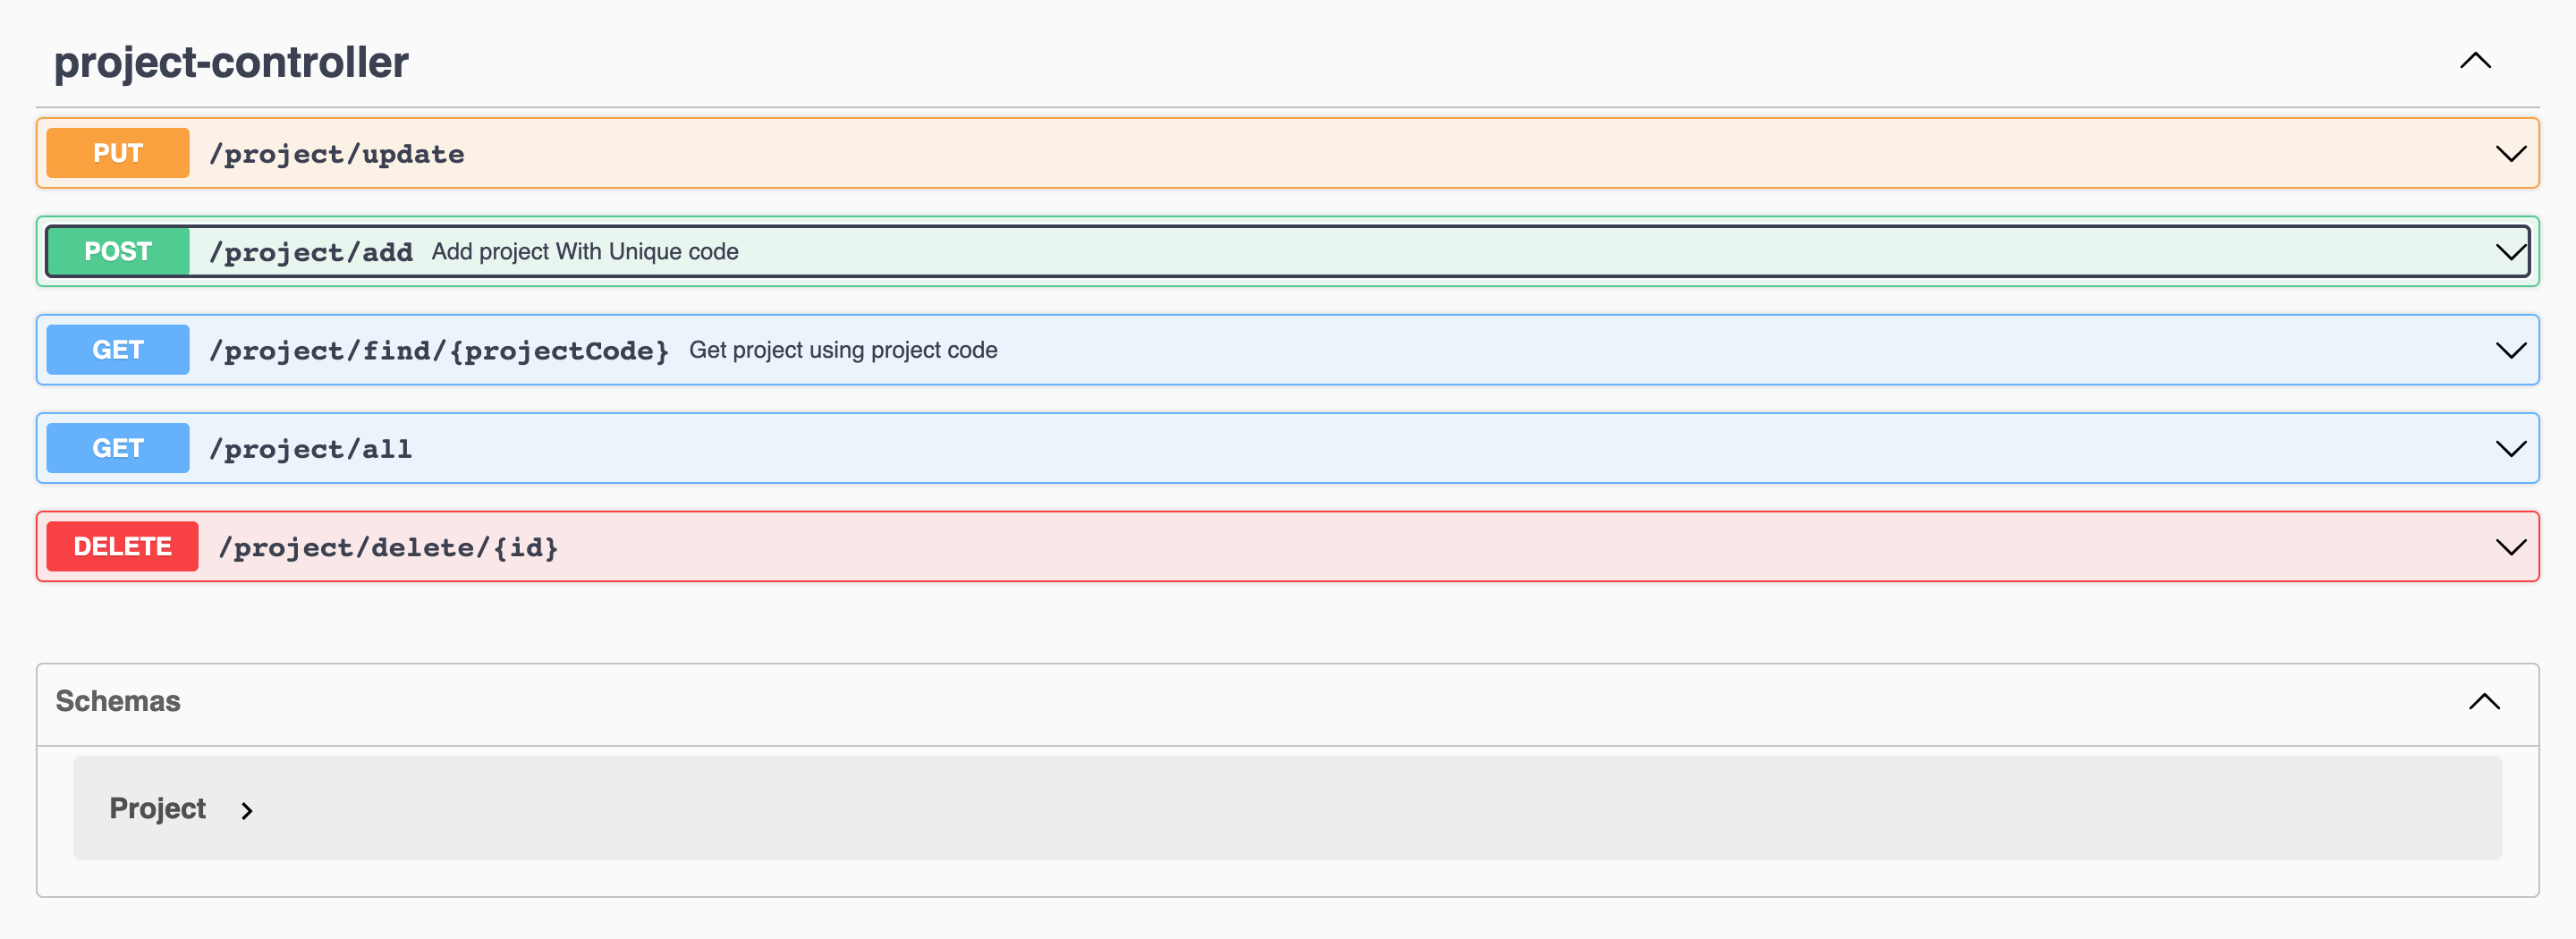 project-controller
PUT /project/update
POST /project/add Add project With Unique code
GET /project/find/{projectCode} Get project using project code
GET /project/all
DELETE /project/delete/{id}
Schemas
Project